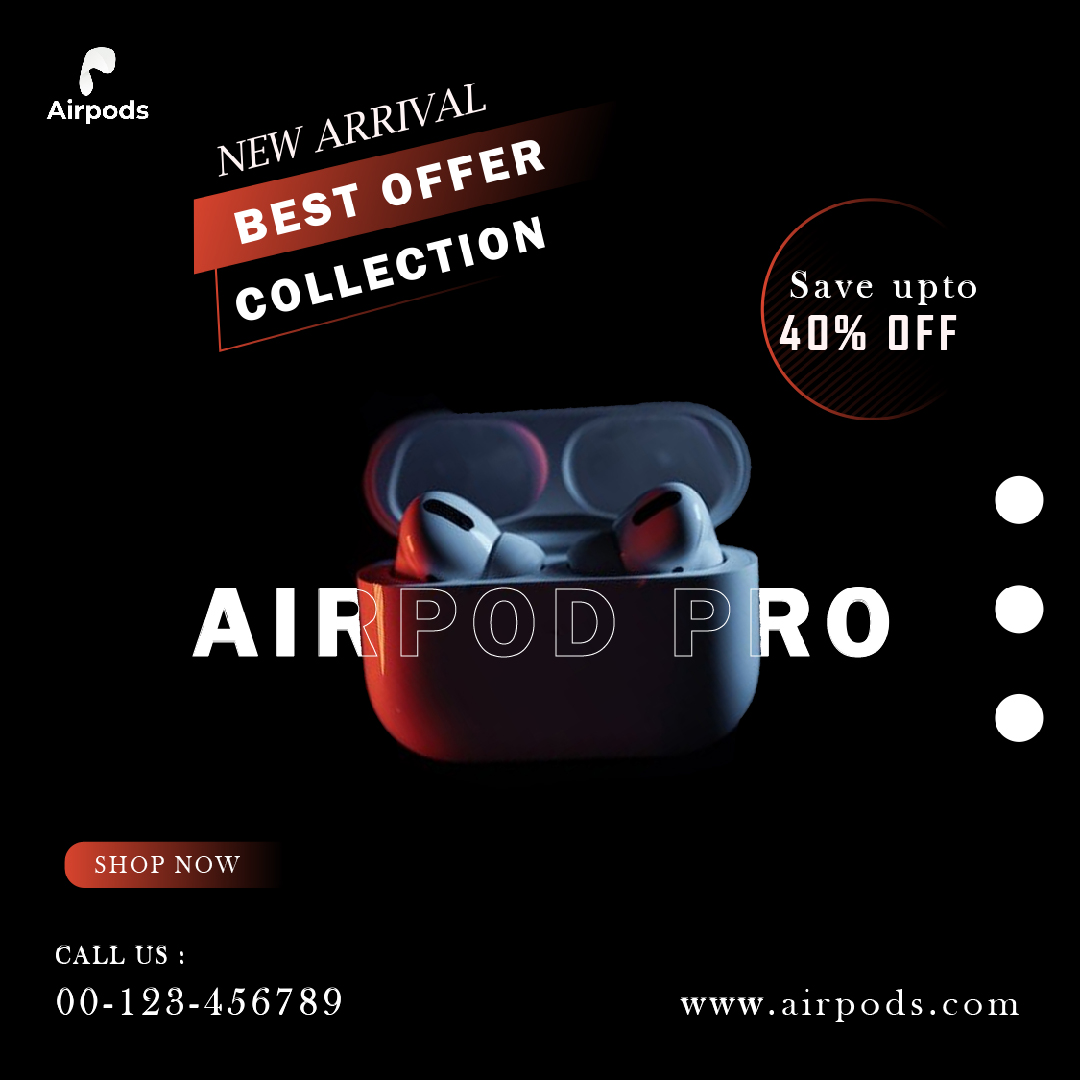 Airpods
NEW ARRIVAL
BEST OFFER
COLLECTION
Save upto
40% OFF
AIRPOD PRO
SHOP NOW
CALL US :
00-123-456789
www.airpods.com